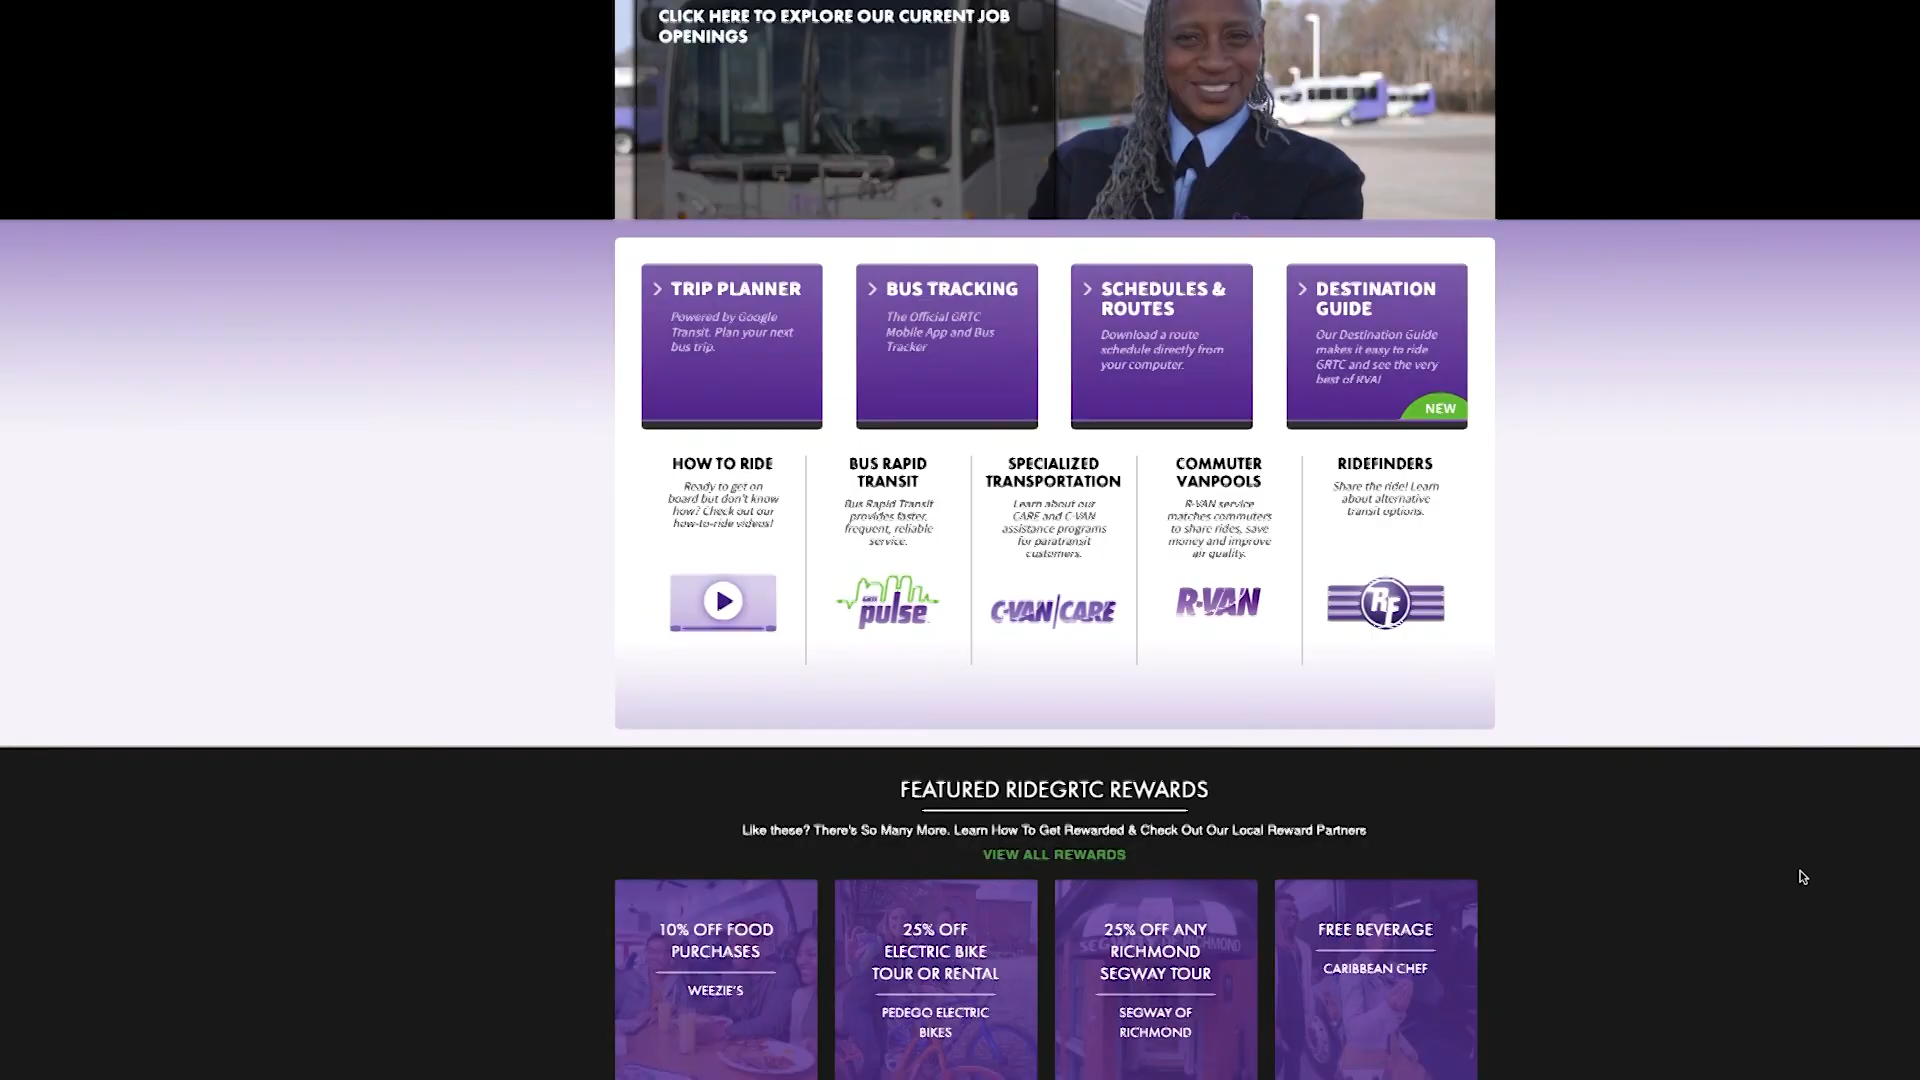 CLICK HERE TO EXPLORE OUR CURRENT JOB
OPENINGS
TRIP PLANNER
Powered by Google
Transit. Plan your next
bus trip.
BUS TRACKING
The Official GRTC
Mobile App and Bus
Tracker
SCHEDULES &
ROUTES
Download a route
schedule directly from
your computer.
DESTINATION
GUIDE
Our Destination Guide
makes it easy to ride
GRTC and see the very
best of RVA!
NEW
HOW TO RIDE
Ready to get on
board but don't know
how? Check out our
how-to-ride videos!
BUS RAPID
TRANSIT
Bus Rapid Transit
provides faster,
frequent, reliable
service.
GRTC
pulse
SPECIALIZED
TRANSPORTATION
Learn about our
CARE and C-VAN
assistance programs
for paratransit
customers.
C-VAN/CARE
COMMUTER
VANPOOLS
R-VAN service
matches commuters
to share rides, save
money and improve
air quality.
R-VAN
RIDEFINDERS
Share the ride! Learn
about alternative
transit options.
RF
FEATURED RIDEGRTC REWARDS
Like these? There's So Many More. Learn How To Get Rewarded & Check Out Our Local Reward Partners
VIEW ALL REWARDS
10% OFF FOOD
PURCHASES
WEEZIE'S
25% OFF
ELECTRIC BIKE
TOUR OR RENTAL
PEDEGO ELECTRIC
BIKES
25% OFF ANY
RICHMOND
SEGWAY TOUR
SEGWAY OF
RICHMOND
FREE BEVERAGE
CARIBBEAN CHEF